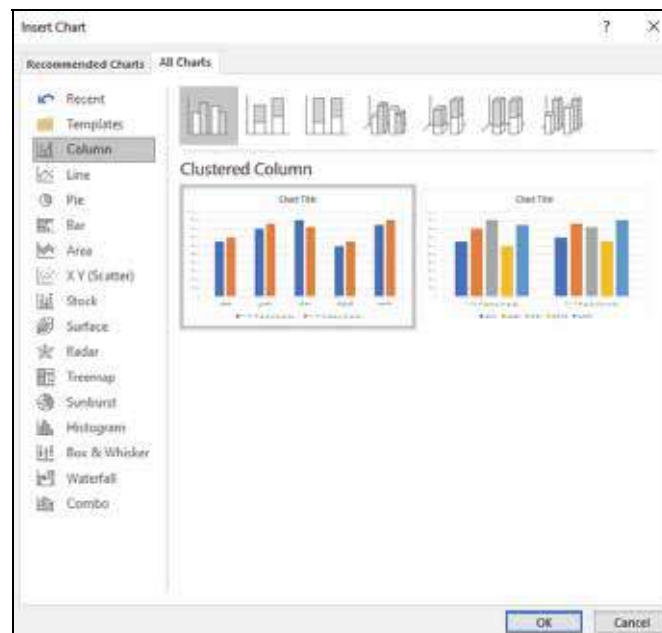 Insert Chart
? ×
Recommended Charts All Charts
Recent
Templates
Column
Line
Pie
Bar
Area
X Y (Scatter)
Stock
Surface
Radar
Treemap
Sunburst
Histogram
Box & Whisker
Waterfall
Combo
Clustered Column
Chart Title
Chart Title
OK Cancel